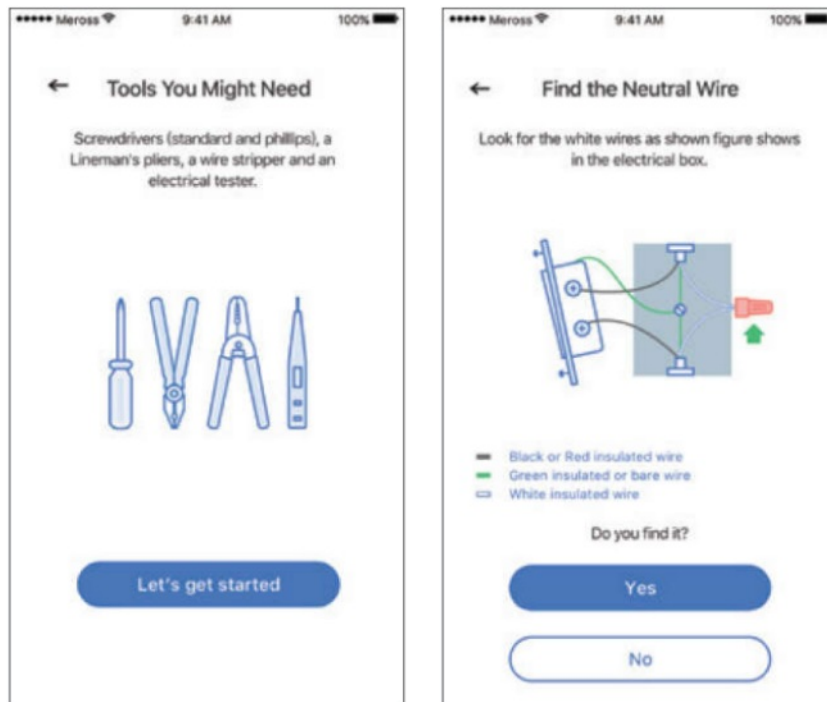 Meross 9:41 AM 100%
Tools You Might Need
Screwdrivers (standard and phillips), a
Lineman's pliers, a wire stripper and an
electrical tester.
Let's get started
Meross 9:41 AM 100%
Find the Neutral Wire
Look for the white wires as shown figure shows
in the electrical box.
Black or Red insulated wire
Green insulated or bare wire
White insulated wire
Do you find it?
Yes
No